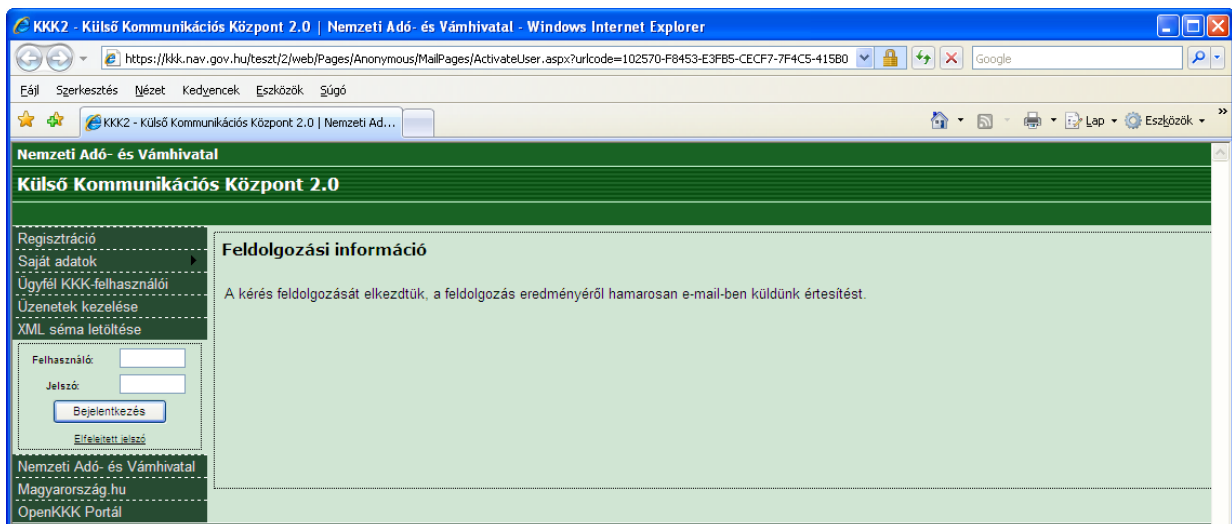 KKK2 - Külső Kommunikációs Központ 2.0 | Nemzeti Adó- és Vámhivatal - Windows Internet Explorer
https://kkk.nav.gov.hu/teszt/2/web/Pages/Anonymous/MailPages/ActivateUser.aspx?urlcode=102570-F8453-E3FB5-CECF7-7F4C5-415B0
Google
Fájl Szerkesztés Nézet Kedvencek Eszközök Súgó
KKK2 - Külső Kommunikációs Központ 2.0 | Nemzeti Ad...
Lap Eszközök »
Nemzeti Adó- és Vámhivatal
Külső Kommunikációs Központ 2.0
Regisztráció
Saját adatok
Ügyfél KKK-felhasználói
Üzenetek kezelése
XML séma letöltése
Felhasználó:
Jelszó:
Bejelentkezés
Elfelejtett jelszó
Nemzeti Adó- és Vámhivatal
Magyarország.hu
OpenKKK Portál
Feldolgozási információ
A kérés feldolgozását elkezdtük, a feldolgozás eredményéről hamarosan e-mail-ben küldünk értesítést.